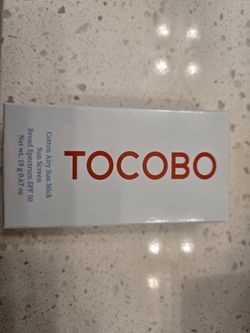 TOCOBO
Cotton Airy Sun Stick
Sun Screen
Broad Spectrum SPF 50
Net wt. 19 g 0.67 oz